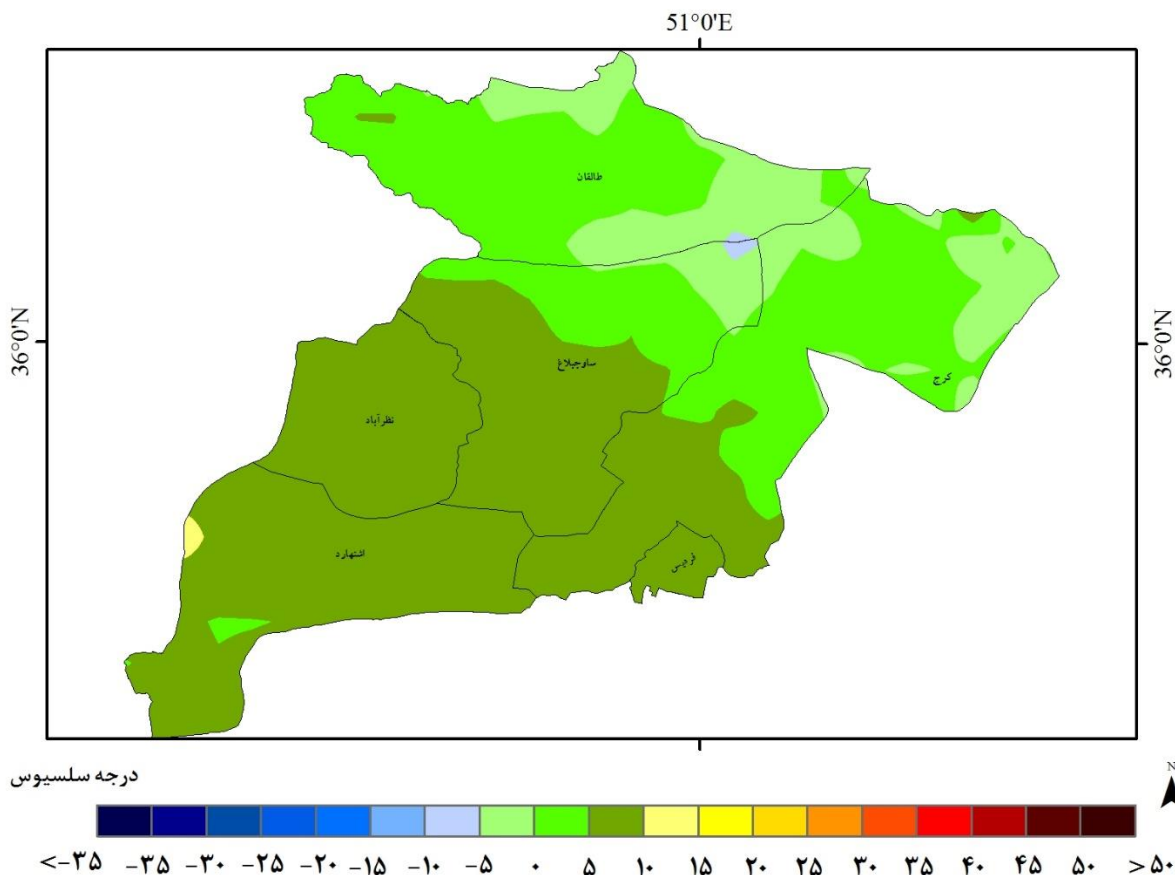 51°0'E
36°0'N
36°0'N
طالقان
کرج
ساوجبلاغ
نظرآباد
اشتهارد
فردیس
درجه سلسیوس
N
<-۳۵ -۳۵ -۳۰ -۲۵ -۲۰ -۱۵ -۱۰ -۵ ۰ ۵ ۱۰ ۱۵ ۲۰ ۲۵ ۳۰ ۳۵ ۴۰ ۴۵ ۵۰ >۵۰